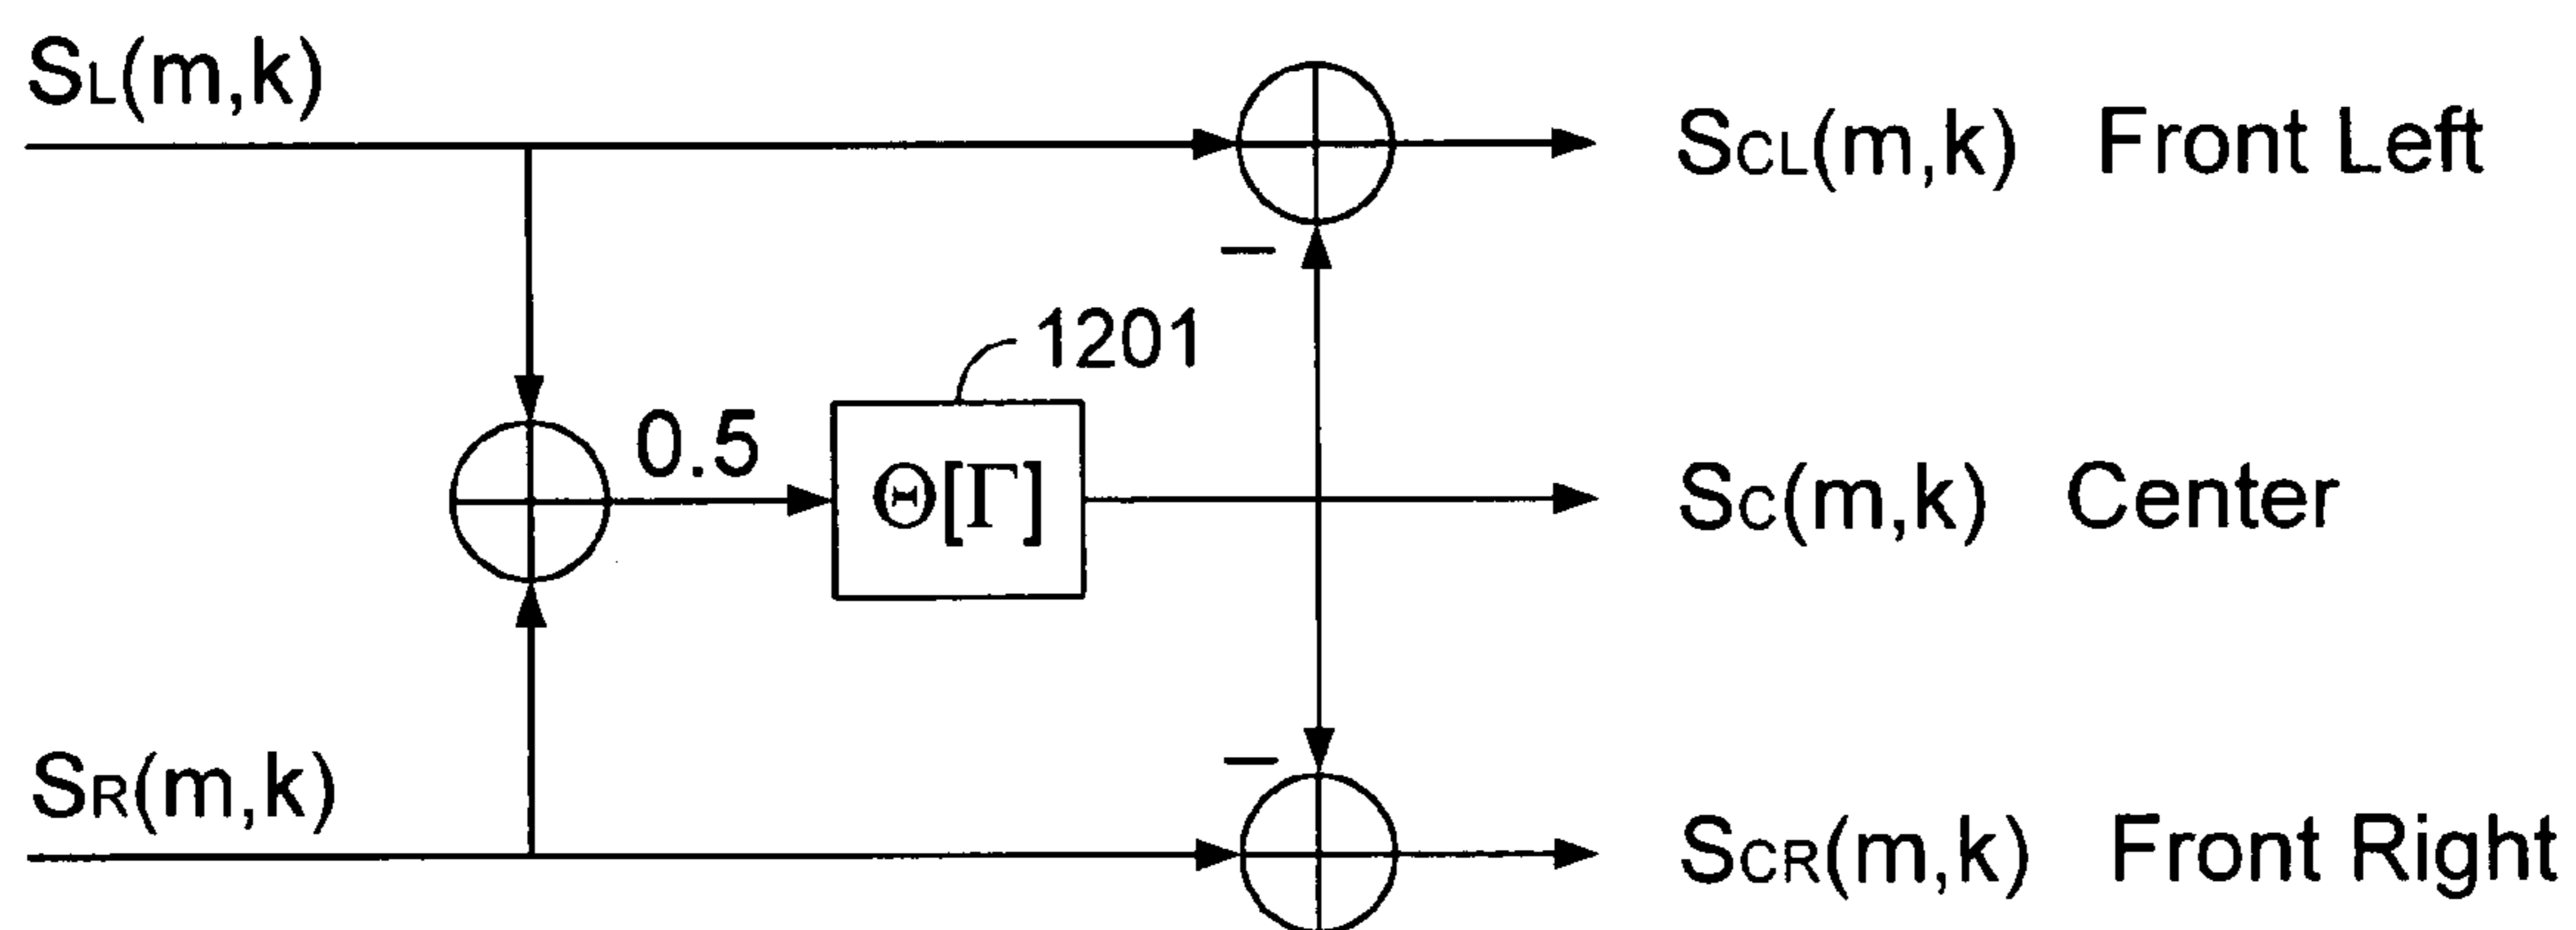 SL(m,k)
SCL(m,k) Front Left
–
1201
0.5
Θ[Γ]
SC(m,k) Center
–
SR(m,k)
SCR(m,k) Front Right